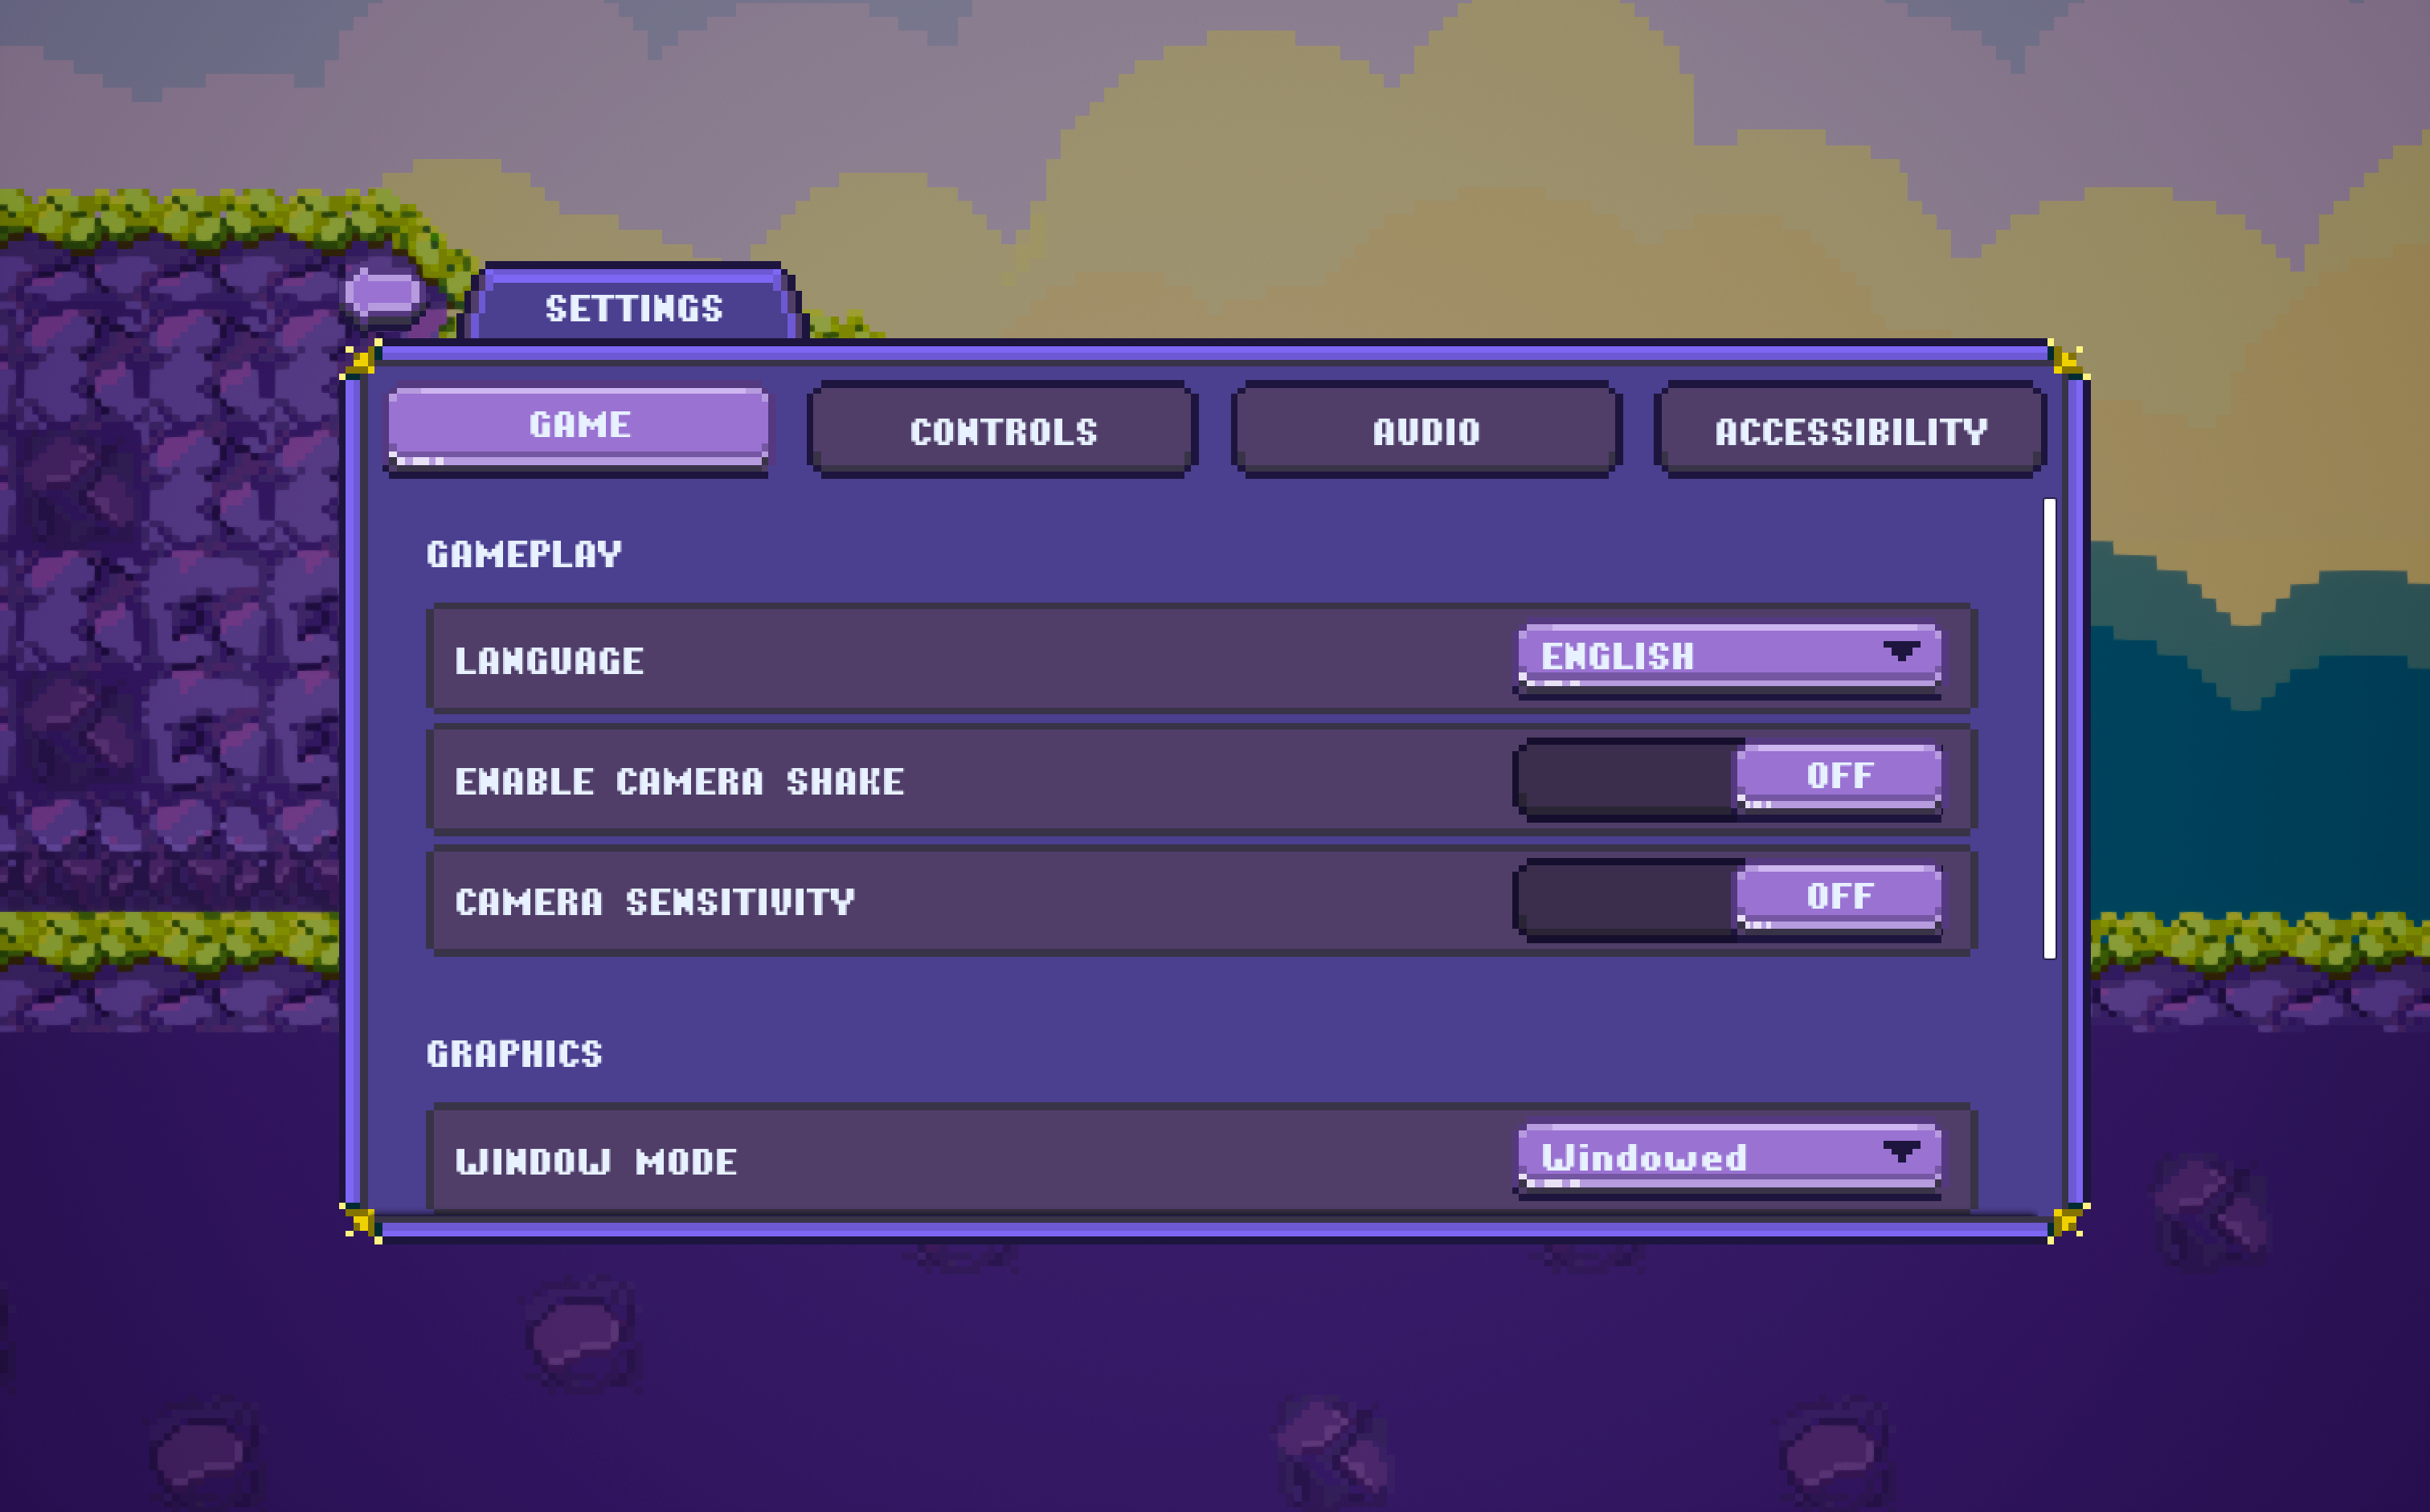 SETTINGS
GAME
CONTROLS
AUDIO
ACCESSIBILITY
GAMEPLAY
LANGUAGE
ENGLISH
ENABLE CAMERA SHAKE
OFF
CAMERA SENSITIVITY
OFF
GRAPHICS
WINDOW MODE
Windowed